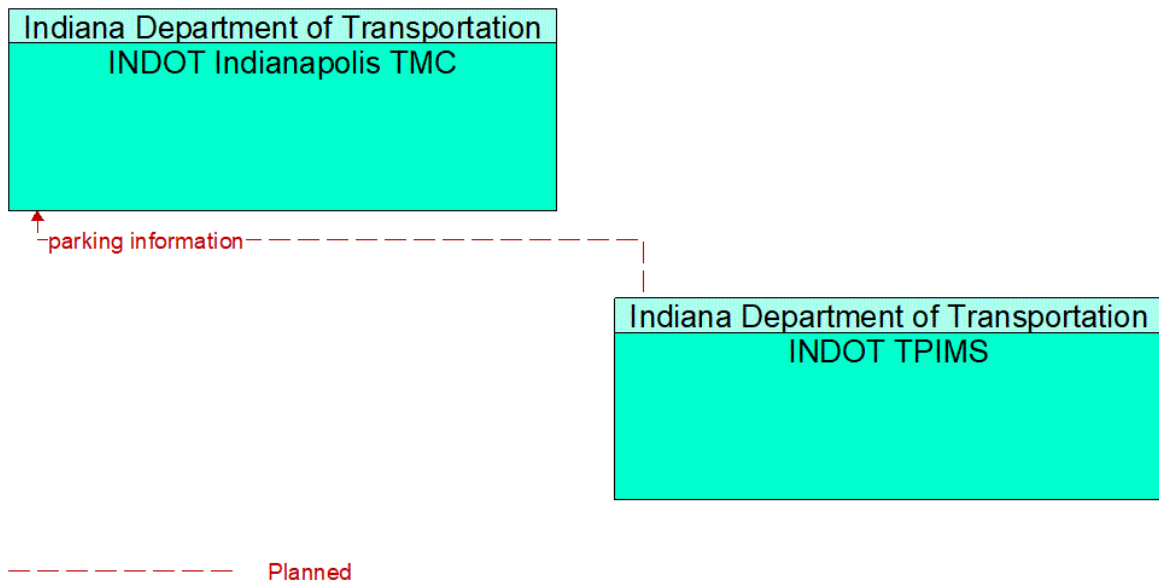 Indiana Department of Transportation
INDOT Indianapolis TMC
parking information
Indiana Department of Transportation
INDOT TPIMS
Planned